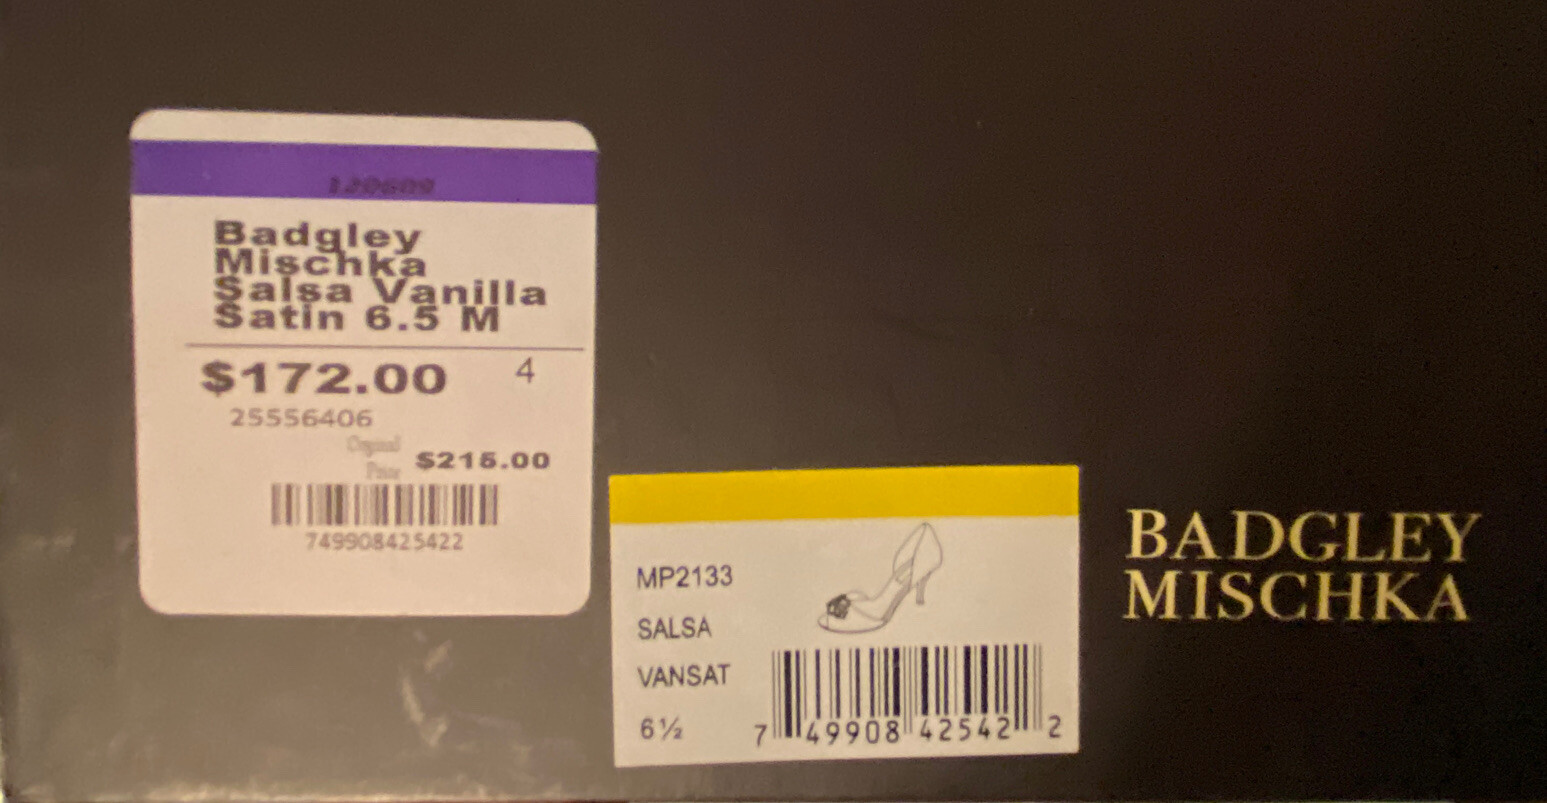 120609
Badgley
Mischka
Salsa Vanilla
Satin 6.5 M
$172.00 4
25556406
Original
Price $215.00
749908425422
MP2133
SALSA
VANSAT
6½
7 49908 42542 2
BADGLEY
MISCHKA